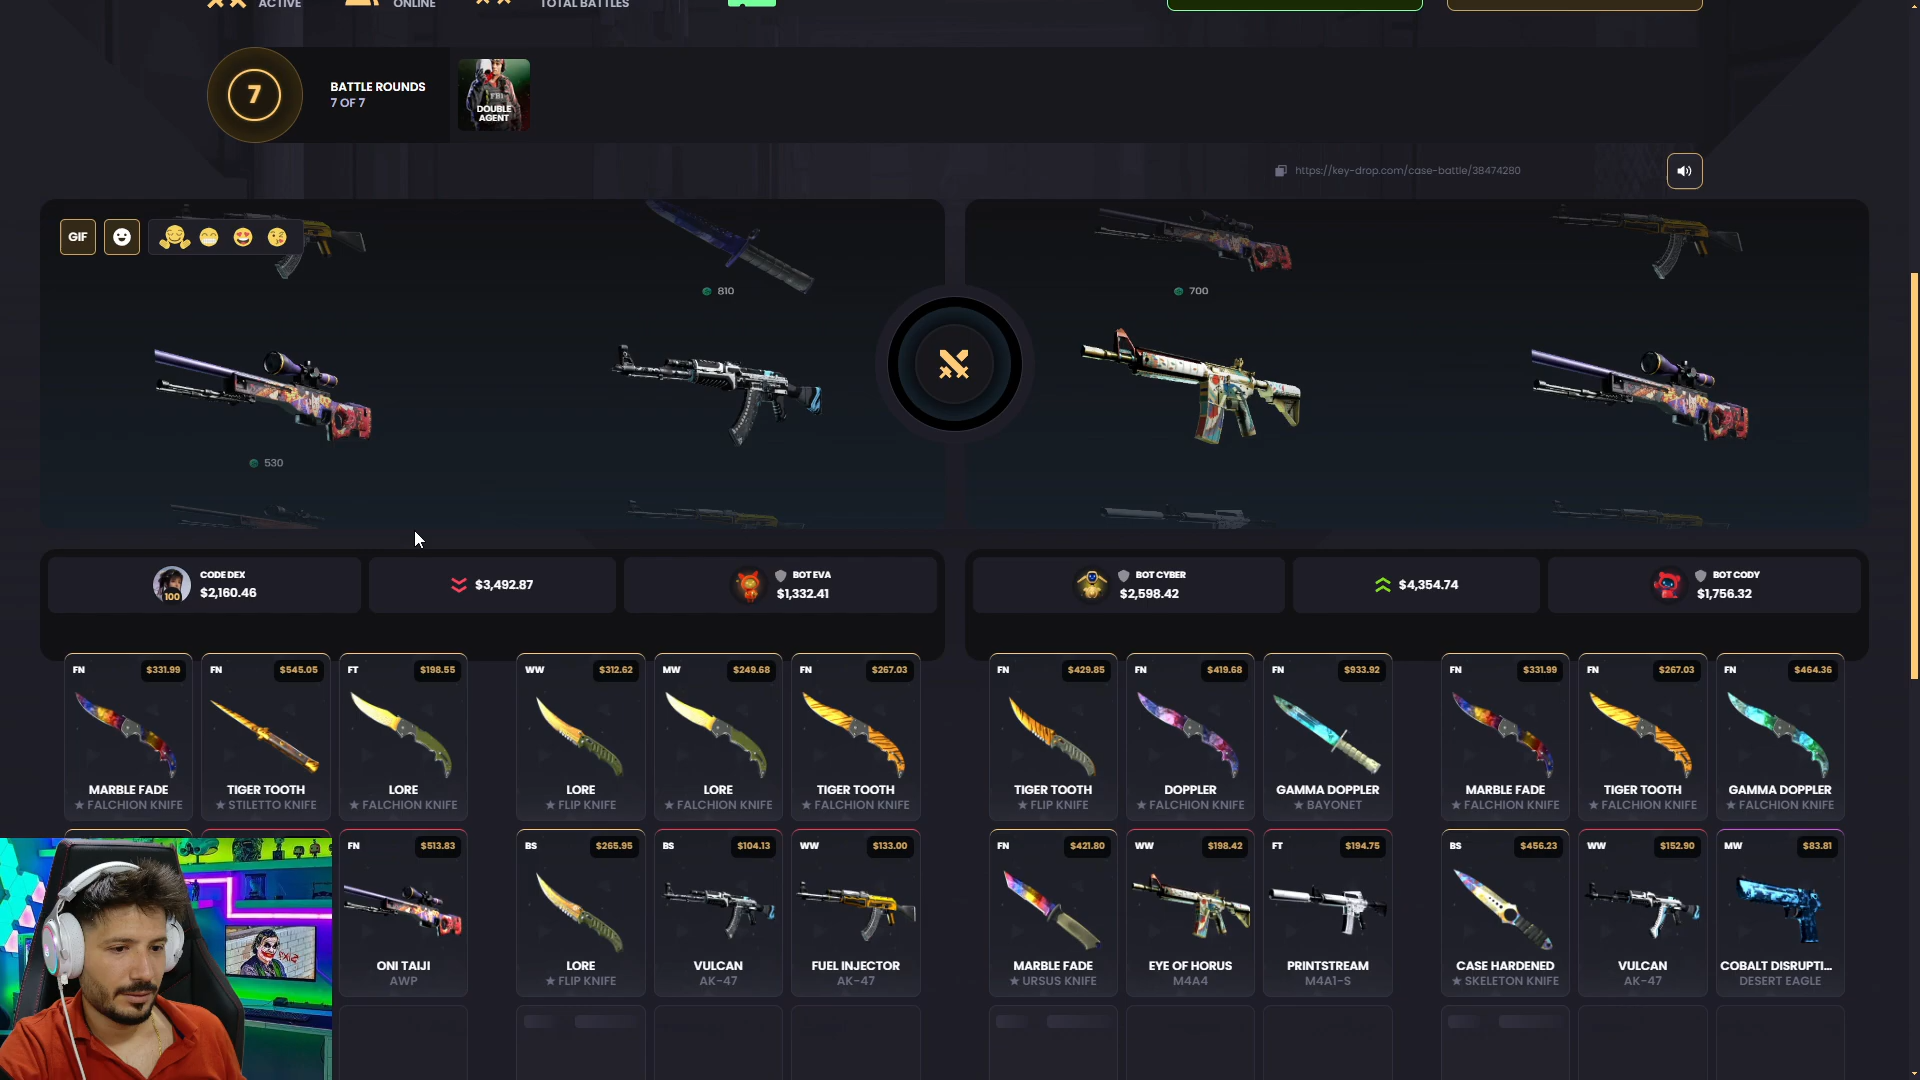 ACTIVE
ONLINE
TOTAL BATTLES
7
BATTLE ROUNDS
7 OF 7
FBI
DOUBLE
AGENT
https://key-drop.com/case-battle/38474280
GIF
810
700
530
100
CODE DEX
$2,160.46
$3,492.87
BOT EVA
$1,332.41
BOT CYBER
$2,598.42
$4,354.74
BOT CODY
$1,756.32
FN $331.99
MARBLE FADE
★ FALCHION KNIFE
FN $545.05
TIGER TOOTH
★ STILETTO KNIFE
FT $198.55
LORE
★ FALCHION KNIFE
WW $312.62
LORE
★ FLIP KNIFE
MW $249.68
LORE
★ FALCHION KNIFE
FN $267.03
TIGER TOOTH
★ FALCHION KNIFE
FN $429.85
TIGER TOOTH
★ FLIP KNIFE
FN $419.68
DOPPLER
★ FALCHION KNIFE
FN $933.92
GAMMA DOPPLER
★ BAYONET
FN $331.99
MARBLE FADE
★ FALCHION KNIFE
FN $267.03
TIGER TOOTH
★ FALCHION KNIFE
FN $464.36
GAMMA DOPPLER
★ FALCHION KNIFE
FN $513.83
ONI TAIJI
AWP
BS $265.95
LORE
★ FLIP KNIFE
BS $104.13
VULCAN
AK-47
WW $133.00
FUEL INJECTOR
AK-47
FN $421.80
MARBLE FADE
★ URSUS KNIFE
WW $198.42
EYE OF HORUS
M4A4
FT $194.75
PRINTSTREAM
M4A1-S
BS $456.23
CASE HARDENED
★ SKELETON KNIFE
WW $152.90
VULCAN
AK-47
MW $83.81
COBALT DISRUPTI...
DESERT EAGLE